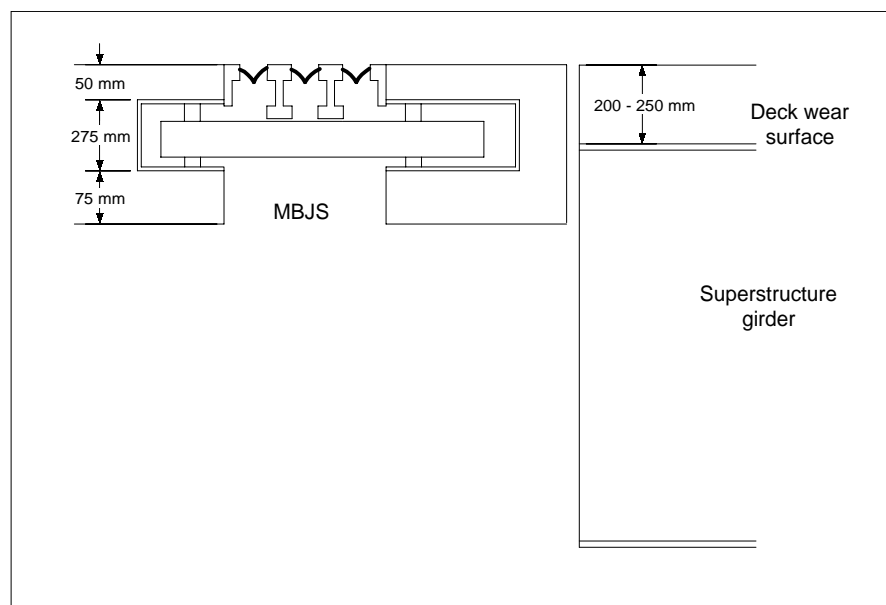 50 mm
275 mm
75 mm
MBJS
200 - 250 mm
Deck wear
surface
Superstructure
girder